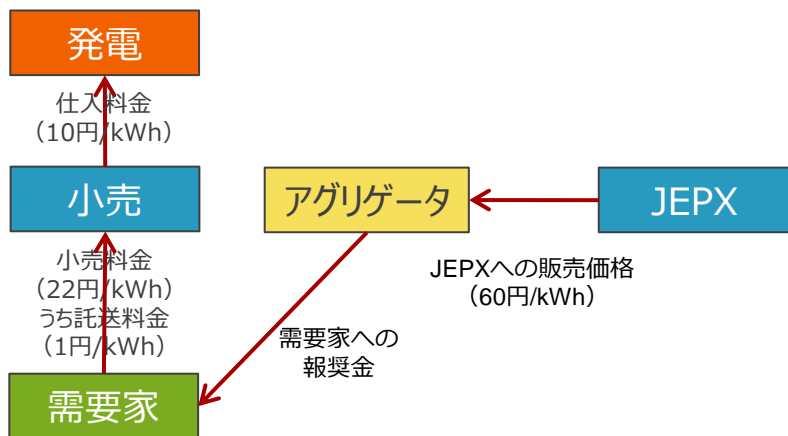 発電
仕入料金
（10円/kWh）
小売
アグリゲータ
JEPX
小売料金
（22円/kWh）
うち託送料金
（1円/kWh）
JEPXへの販売価格
（60円/kWh）
需要家への
報奨金
需要家